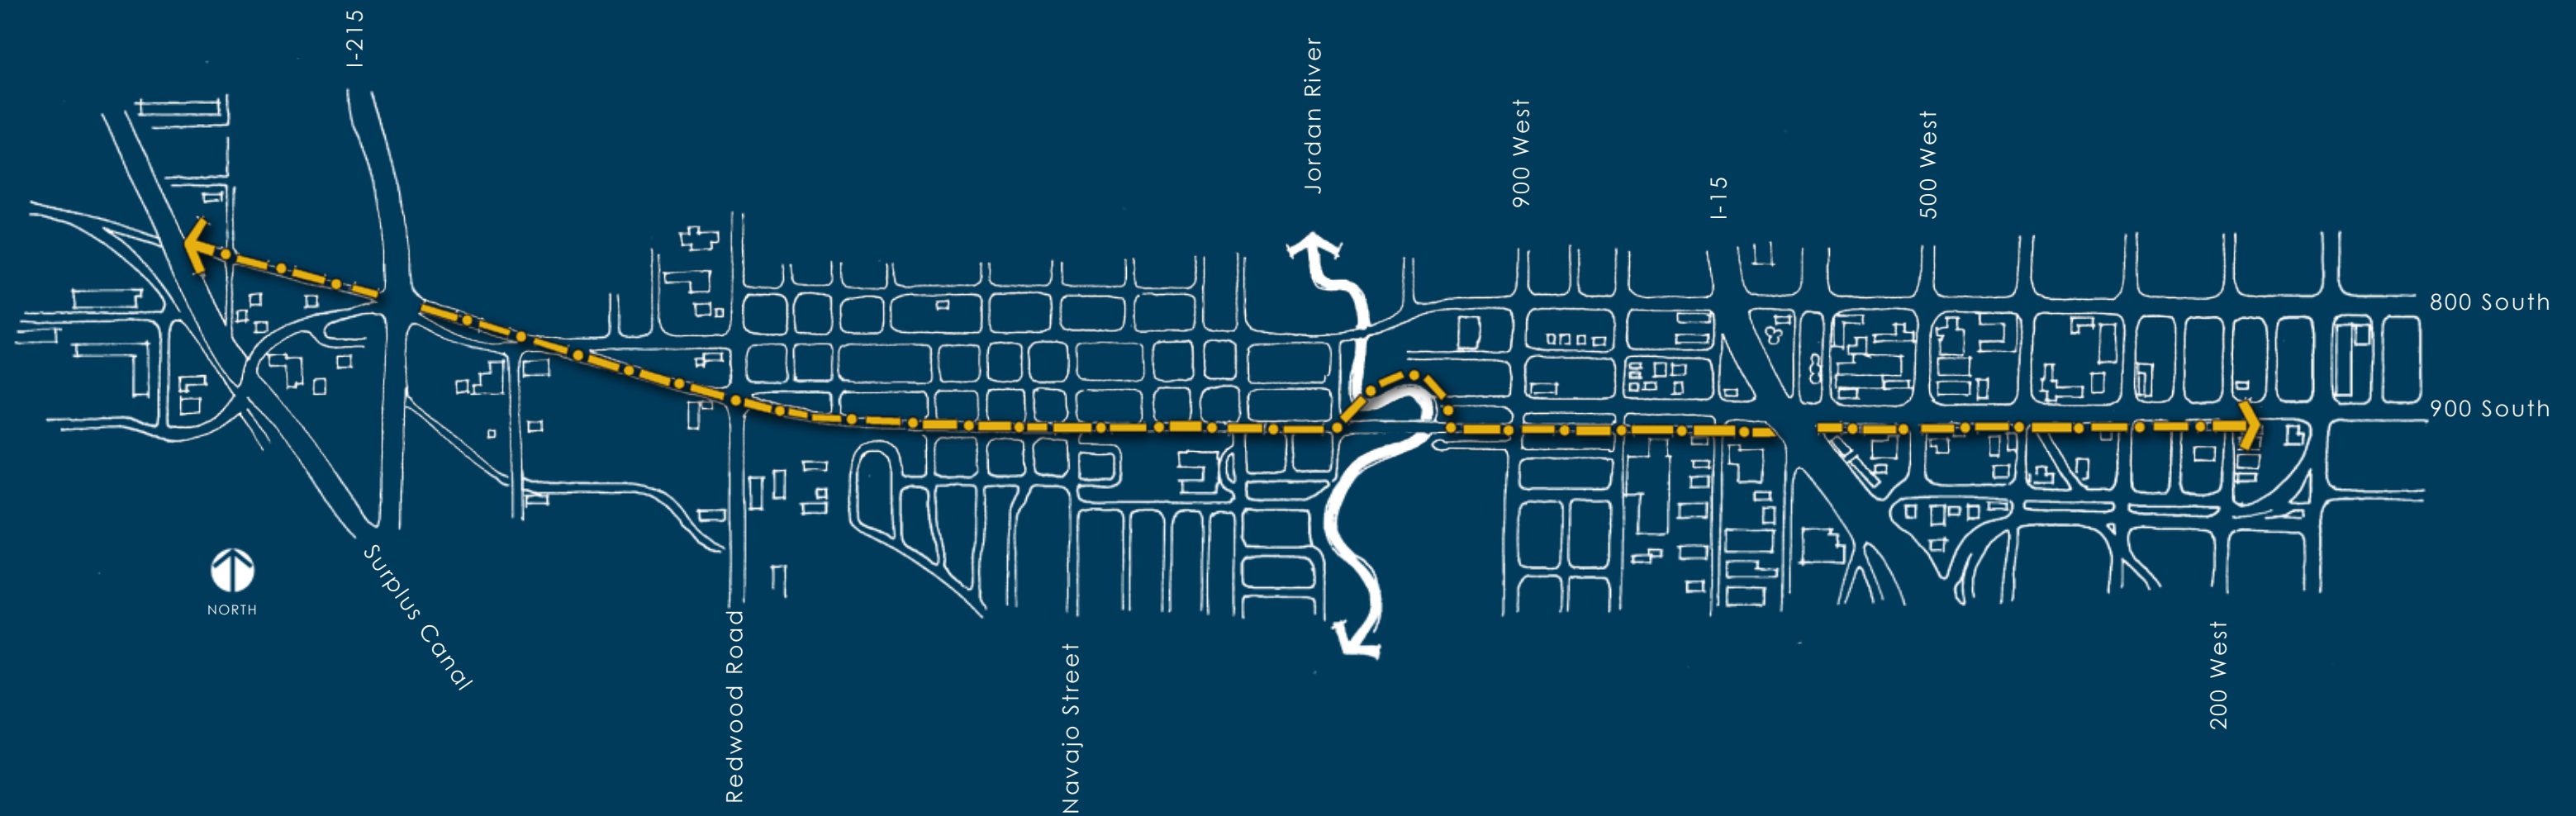 I-215
Jordan River
900 West
I-15
500 West
800 South
900 South
NORTH
Surplus Canal
Redwood Road
Navajo Street
200 West